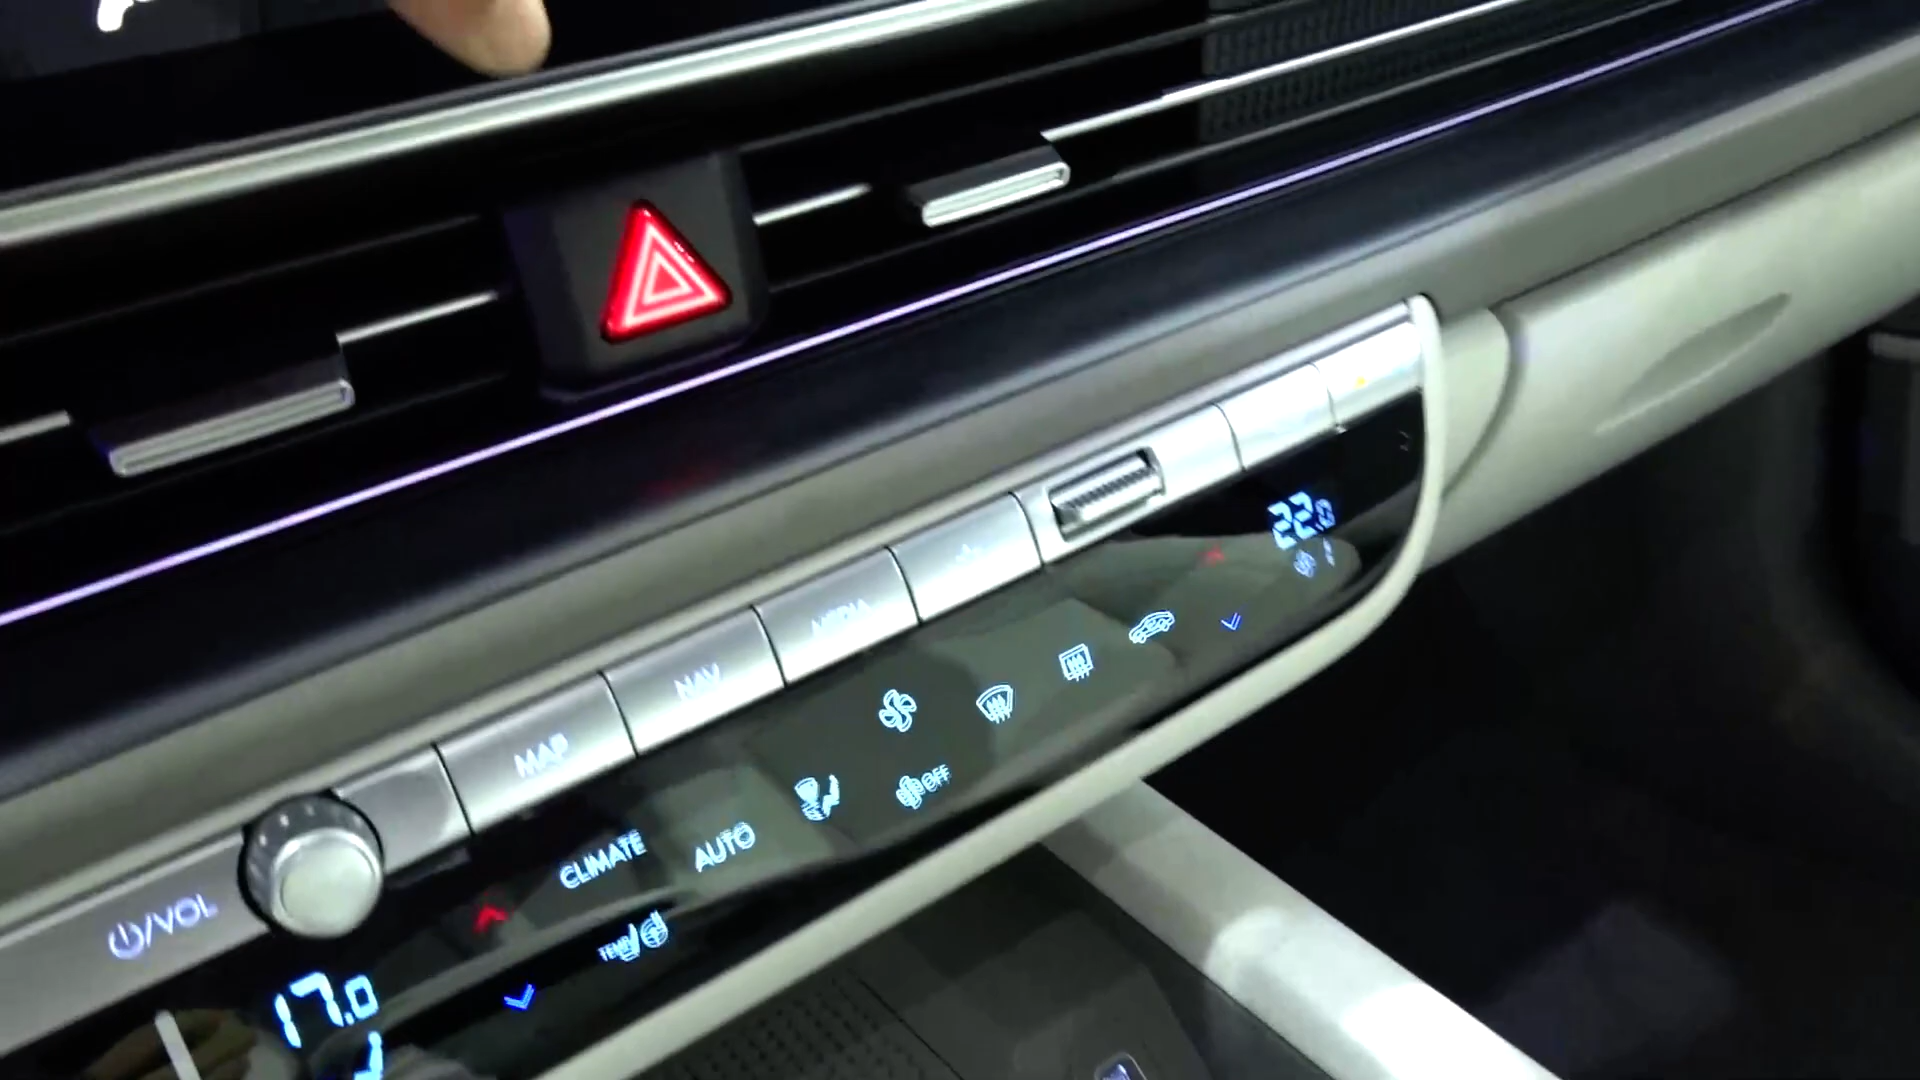 MAP
NAV
MEDIA
/VOL
CLIMATE
AUTO
OFF
TEMP/
17.0
22.0